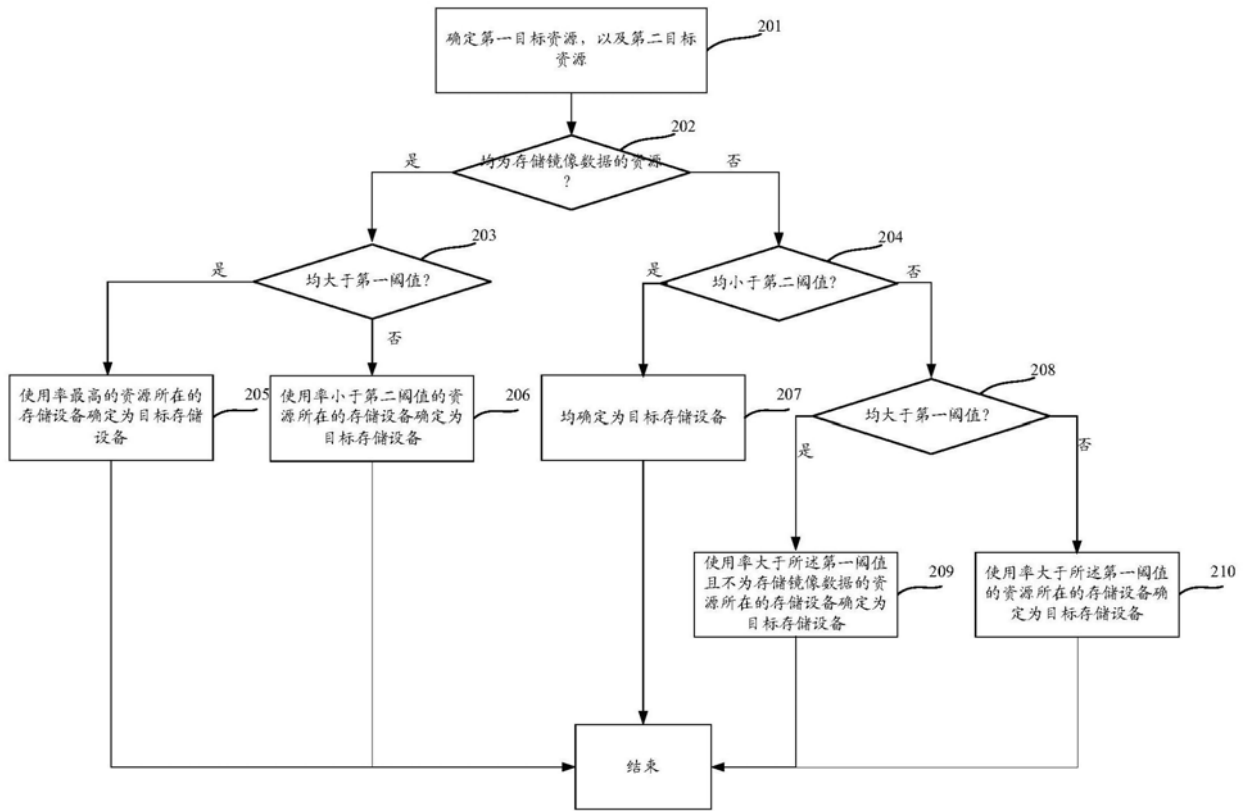 确定第一目标资源，以及第二目标
资源
201
202
是
均为存储镜像数据的资源
？
否
203
204
是
均大于第一阈值？
是
均小于第二阈值？
否
否
208
使用率最高的资源所在的
存储设备确定为目标存储
设备
205
使用率小于第二阈值的资
源所在的存储设备确定为
目标存储设备
206
均确定为目标存储设备
207
均大于第一阈值？
是
否
使用率大于所述第一阈值
且不为存储镜像数据的资
源所在的存储设备确定为
目标存储设备
209
使用率大于所述第一阈值
的资源所在的存储设备确
定为目标存储设备
210
结束